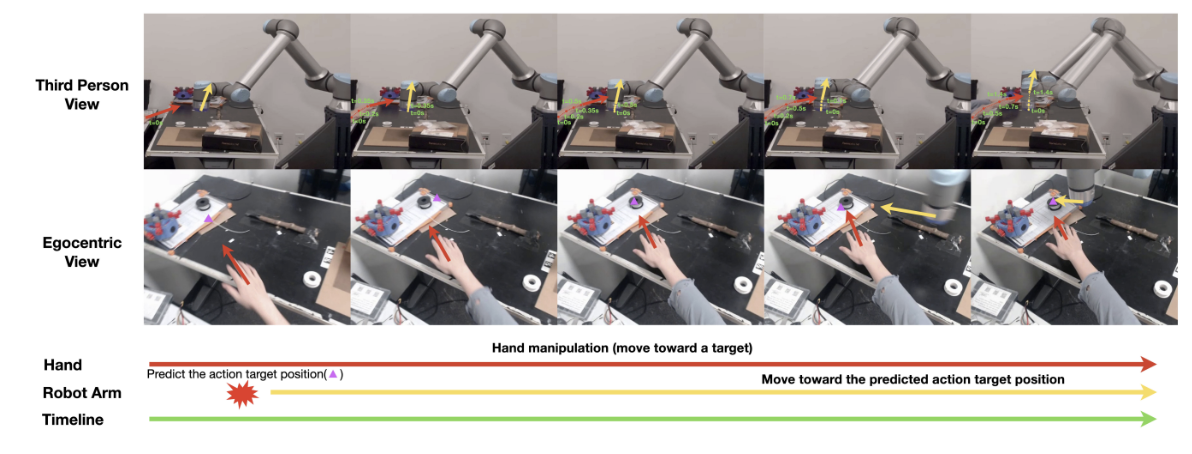 Third Person
View
Egocentric
View
Hand manipulation (move toward a target)
Hand
Predict the action target position(▲)
Move toward the predicted action target position
Robot Arm
Timeline